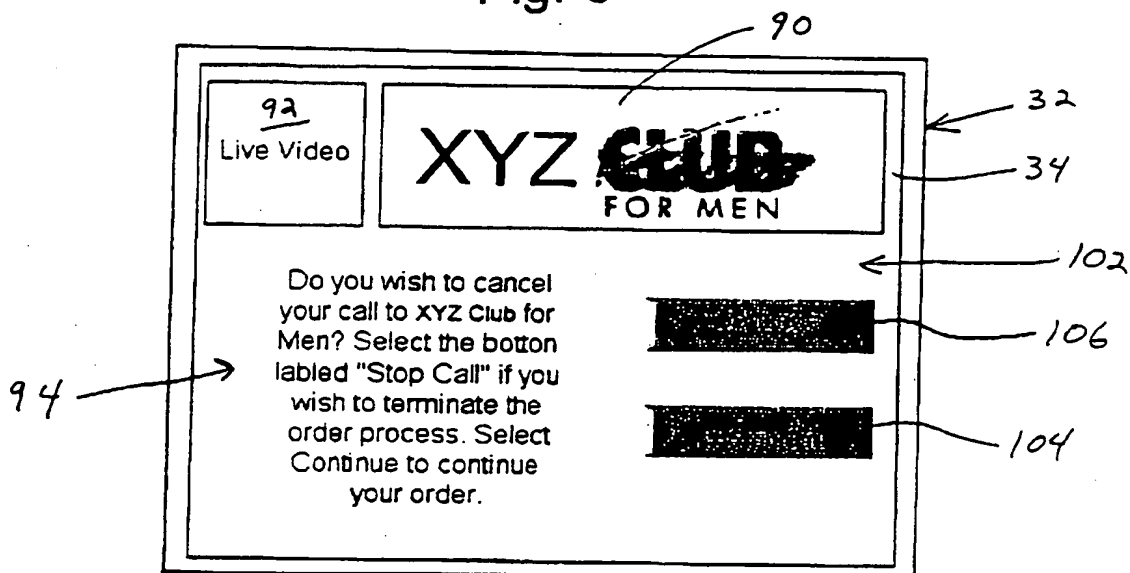 90
92
Live Video
XYZ CLUB
FOR MEN
32
34
102
Do you wish to cancel
your call to XYZ Club for
Men? Select the botton
labled "Stop Call" if you
wish to terminate the
order process. Select
Continue to continue
your order.
106
94
104